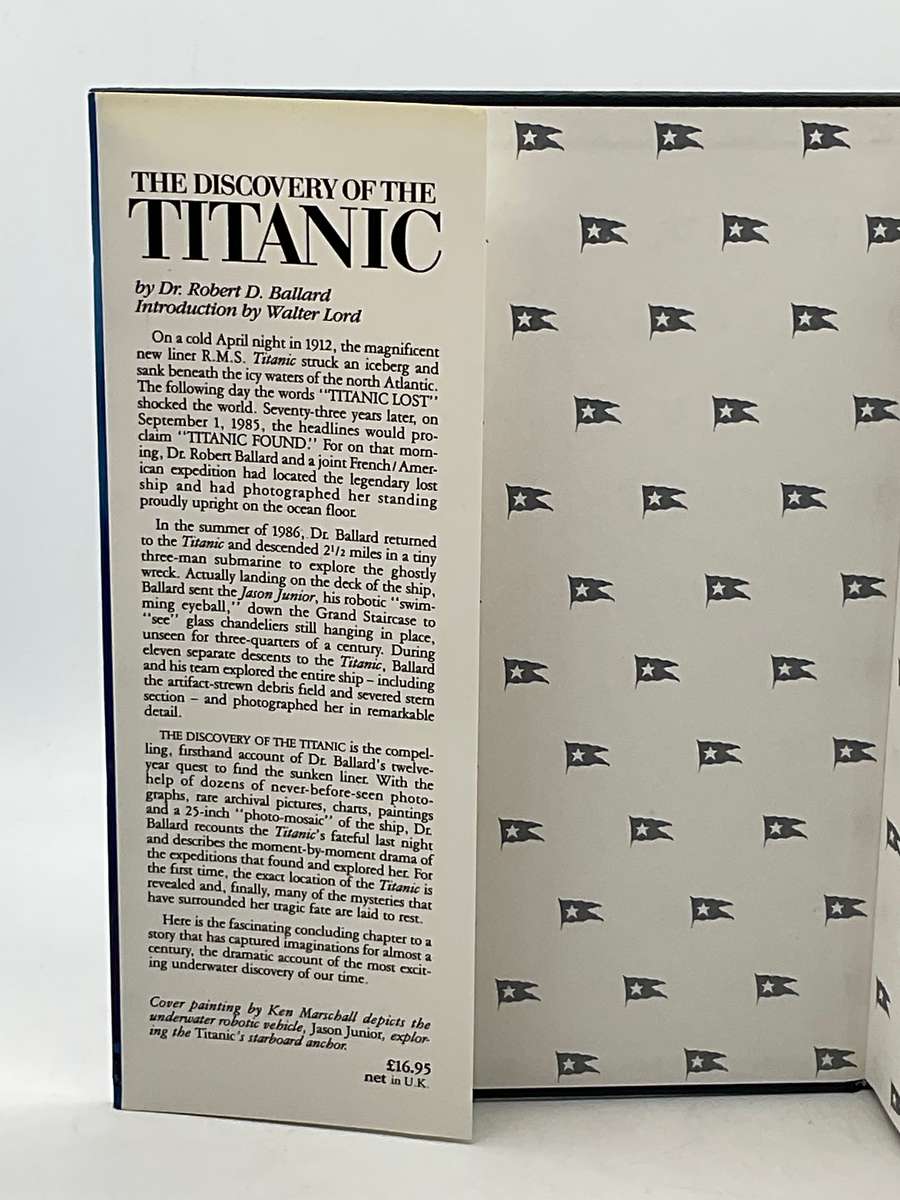 THE DISCOVERY OF THE
TITANIC
by Dr. Robert D. Ballard
Introduction by Walter Lord
On a cold April night in 1912, the magnificent
new liner R.M.S. Titanic struck an iceberg and
sank beneath the icy waters of the north Atlantic.
The following day the words "TITANIC LOST"
shocked the world. Seventy-three years later, on
September 1, 1985, the headlines would pro-
claim "TITANIC FOUND." For on that morn-
ing, Dr. Robert Ballard and a joint French/Amer-
ican expedition had located the legendary lost
ship and had photographed her standing
proudly upright on the ocean floor.
In the summer of 1986, Dr. Ballard returned
to the Titanic and descended 2 1/2 miles in a tiny
three-man submarine to explore the ghostly
wreck. Actually landing on the deck of the ship,
Ballard sent the Jason Junior, his robotic "swim-
ming eyeball," down the Grand Staircase to
"see" glass chandeliers still hanging in place,
unseen for three-quarters of a century. During
eleven separate descents to the Titanic, Ballard
and his team explored the entire ship – including
the artifact-strewn debris field and severed stern
section – and photographed her in remarkable
detail.
THE DISCOVERY OF THE TITANIC is the compel-
ling, firsthand account of Dr. Ballard's twelve-
year quest to find the sunken liner. With the
help of dozens of never-before-seen photo-
graphs, rare archival pictures, charts, paintings
and a 25-inch "photo-mosaic" of the ship, Dr.
Ballard recounts the Titanic's fateful last night
and describes the moment-by-moment drama of
the expeditions that found and explored her. For
the first time, the exact location of the Titanic is
revealed and, finally, many of the mysteries that
have surrounded her tragic fate are laid to rest.
Here is the fascinating concluding chapter to a
story that has captured imaginations for almost a
century, the dramatic account of the most excit-
ing underwater discovery of our time.
Cover painting by Ken Marschall depicts the
underwater robotic vehicle, Jason Junior, explor-
ing the Titanic's starboard anchor.
£16.95
net in U.K.